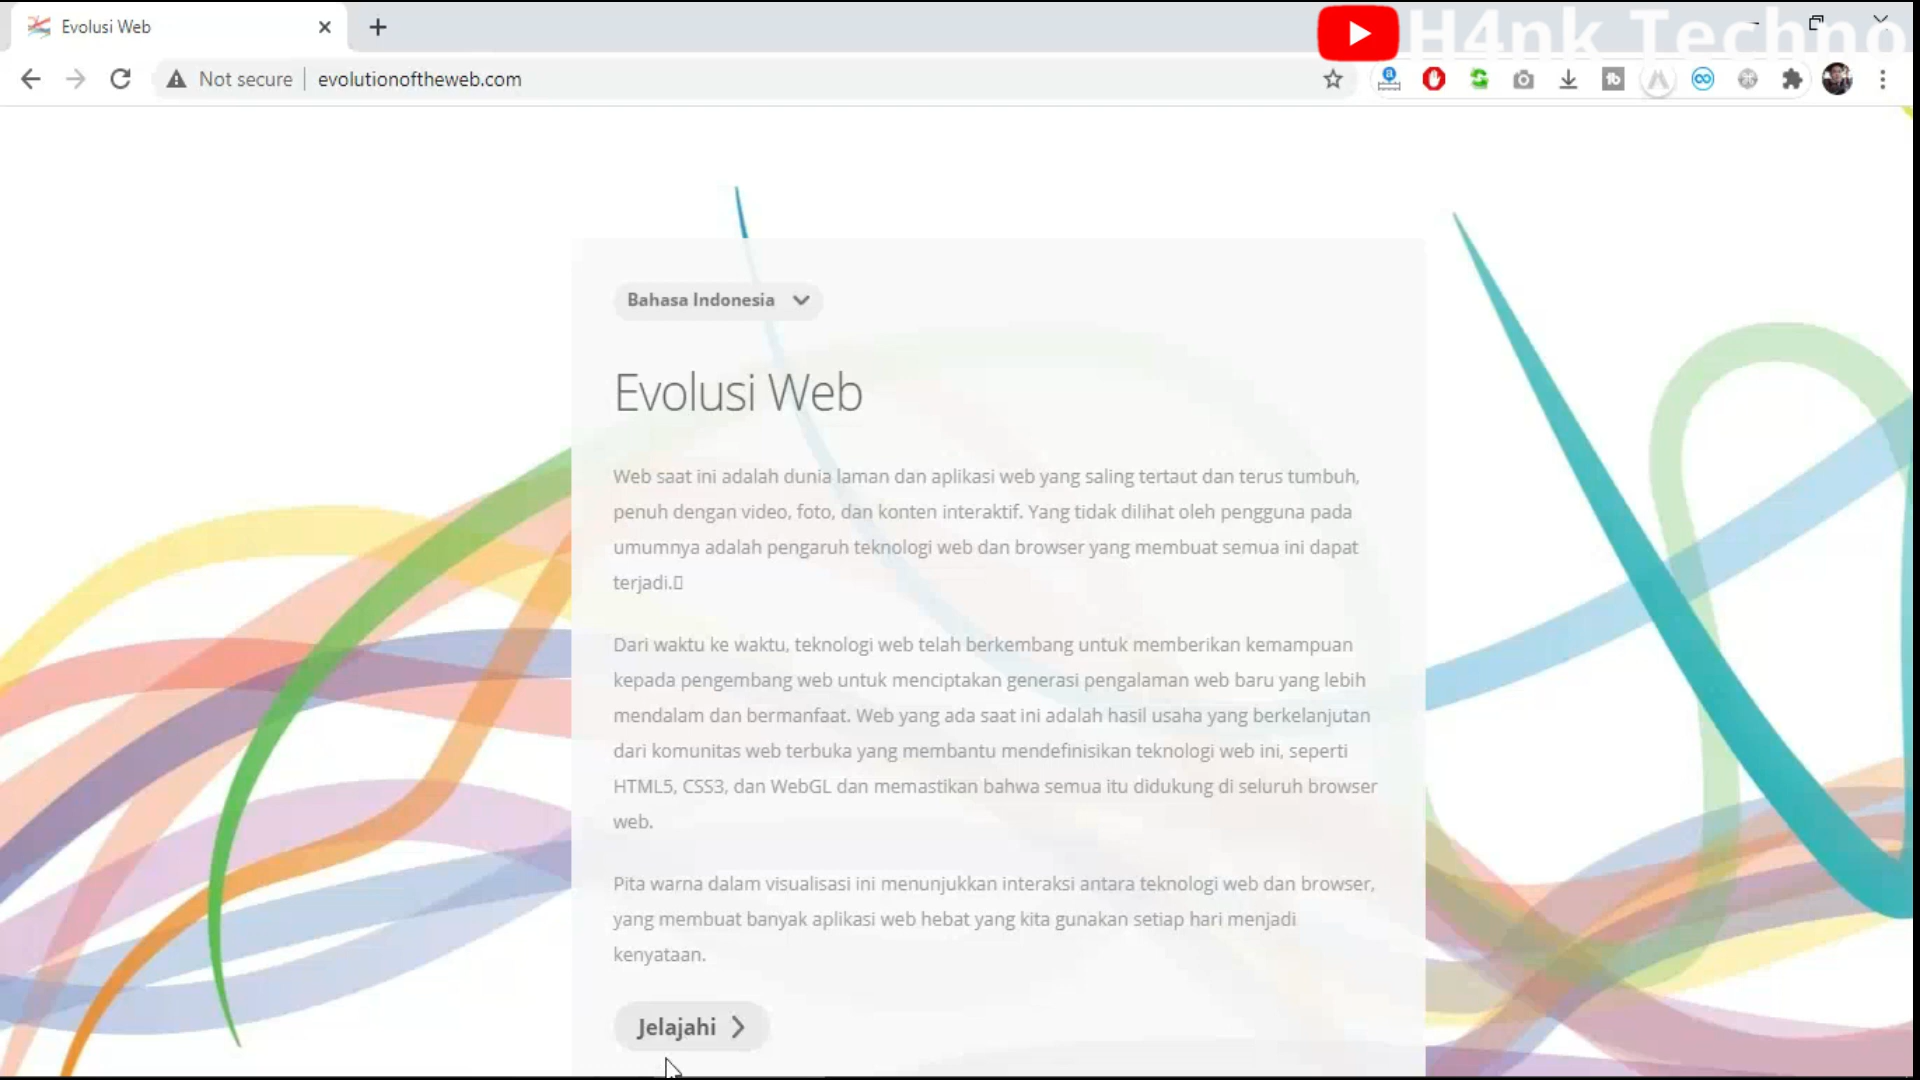 Evolusi Web
H4nk Techno
Not secure
evolutionoftheweb.com
Bahasa Indonesia
Evolusi Web
Web saat ini adalah dunia laman dan aplikasi web yang saling tertaut dan terus tumbuh,
penuh dengan video, foto, dan konten interaktif. Yang tidak dilihat oleh pengguna pada
umumnya adalah pengaruh teknologi web dan browser yang membuat semua ini dapat
terjadi.
Dari waktu ke waktu, teknologi web telah berkembang untuk memberikan kemampuan
kepada pengembang web untuk menciptakan generasi pengalaman web baru yang lebih
mendalam dan bermanfaat. Web yang ada saat ini adalah hasil usaha yang berkelanjutan
dari komunitas web terbuka yang membantu mendefinisikan teknologi web ini, seperti
HTML5, CSS3, dan WebGL dan memastikan bahwa semua itu didukung di seluruh browser
web.
Pita warna dalam visualisasi ini menunjukkan interaksi antara teknologi web dan browser,
yang membuat banyak aplikasi web hebat yang kita gunakan setiap hari menjadi
kenyataan.
Jelajahi